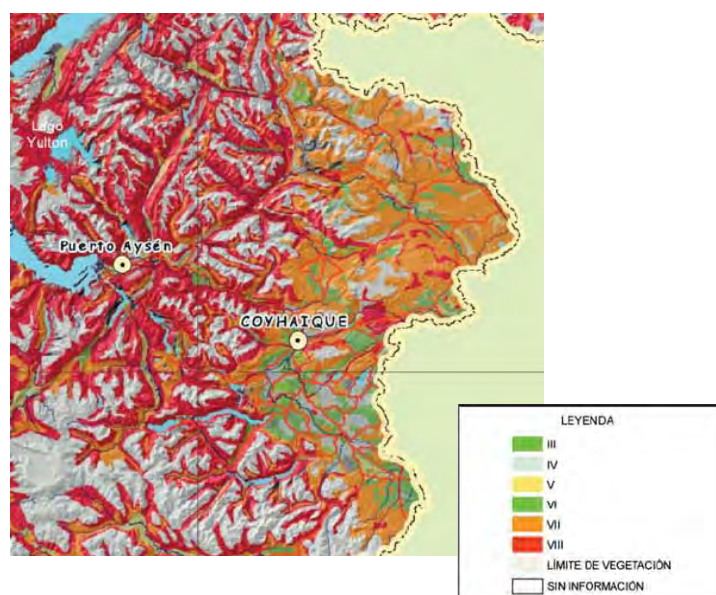 Lago
Yulton
Puerto Aysén
COYHAIQUE
LEYENDA
III
IV
V
VI
VII
VIII
LÍMITE DE VEGETACIÓN
SIN INFORMACIÓN